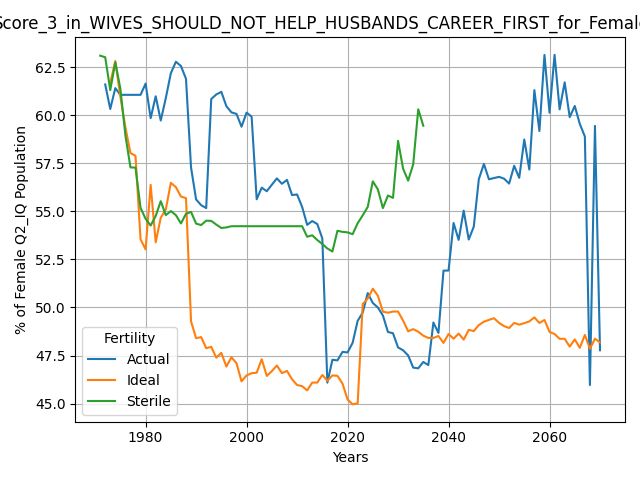 Score_3_in_WIVES_SHOULD_NOT_HELP_HUSBANDS_CAREER_FIRST_for_Female
% of Female Q2_IQ Population
62.5
60.0
57.5
55.0
52.5
50.0
47.5
45.0
Fertility
Actual
Ideal
Sterile
1980
2000
2020
2040
2060
Years